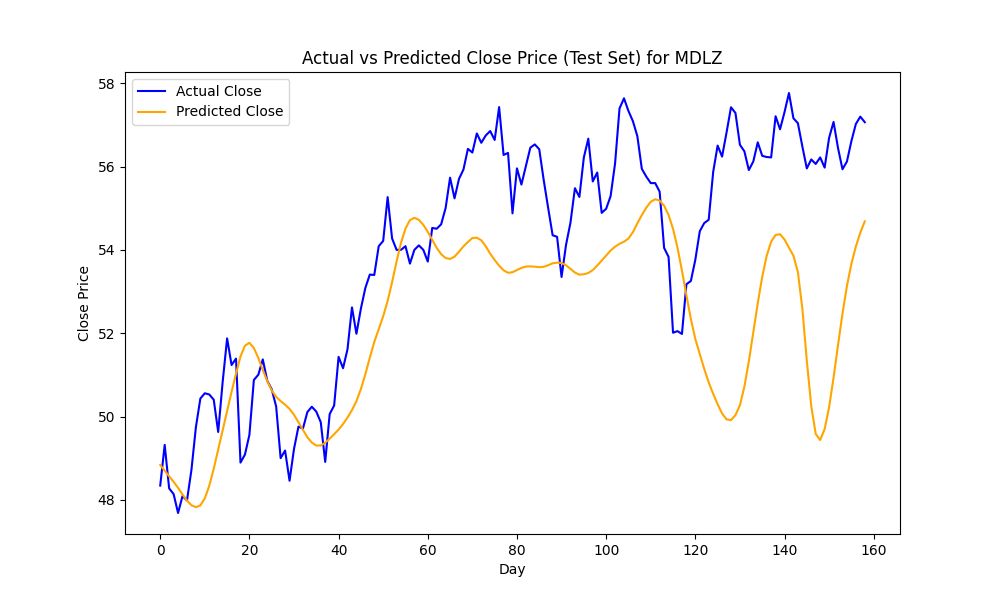 Actual vs Predicted Close Price (Test Set) for MDLZ
Actual Close
Predicted Close
Close Price
58
56
54
52
50
48
0 20 40 60 80 100 120 140 160
Day